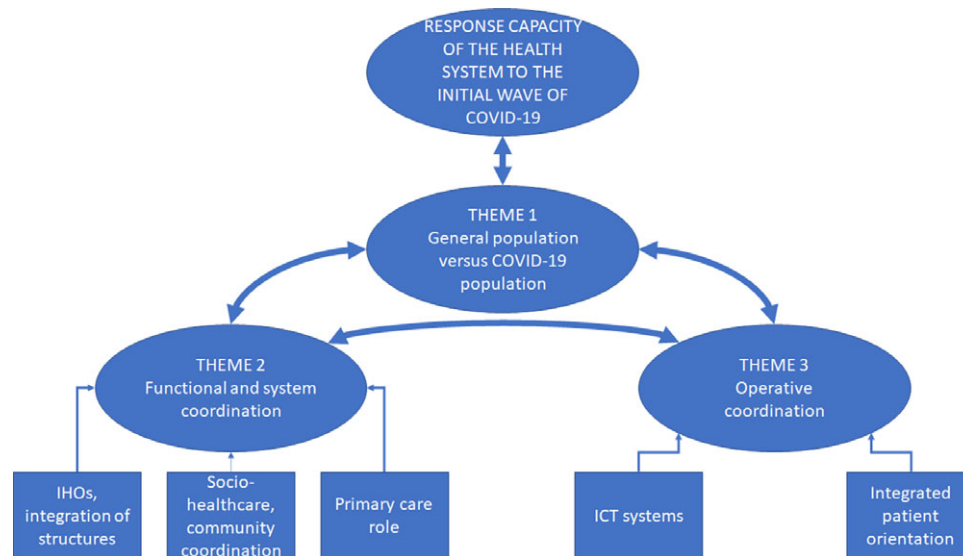 RESPONSE CAPACITY
OF THE HEALTH
SYSTEM TO THE
INITIAL WAVE OF
COVID-19
THEME 1
General population
versus COVID-19
population
THEME 2
Functional and system
coordination
THEME 3
Operative
coordination
IHOs,
integration of
structures
Socio-
healthcare,
community
coordination
Primary care
role
ICT systems
Integrated
patient
orientation